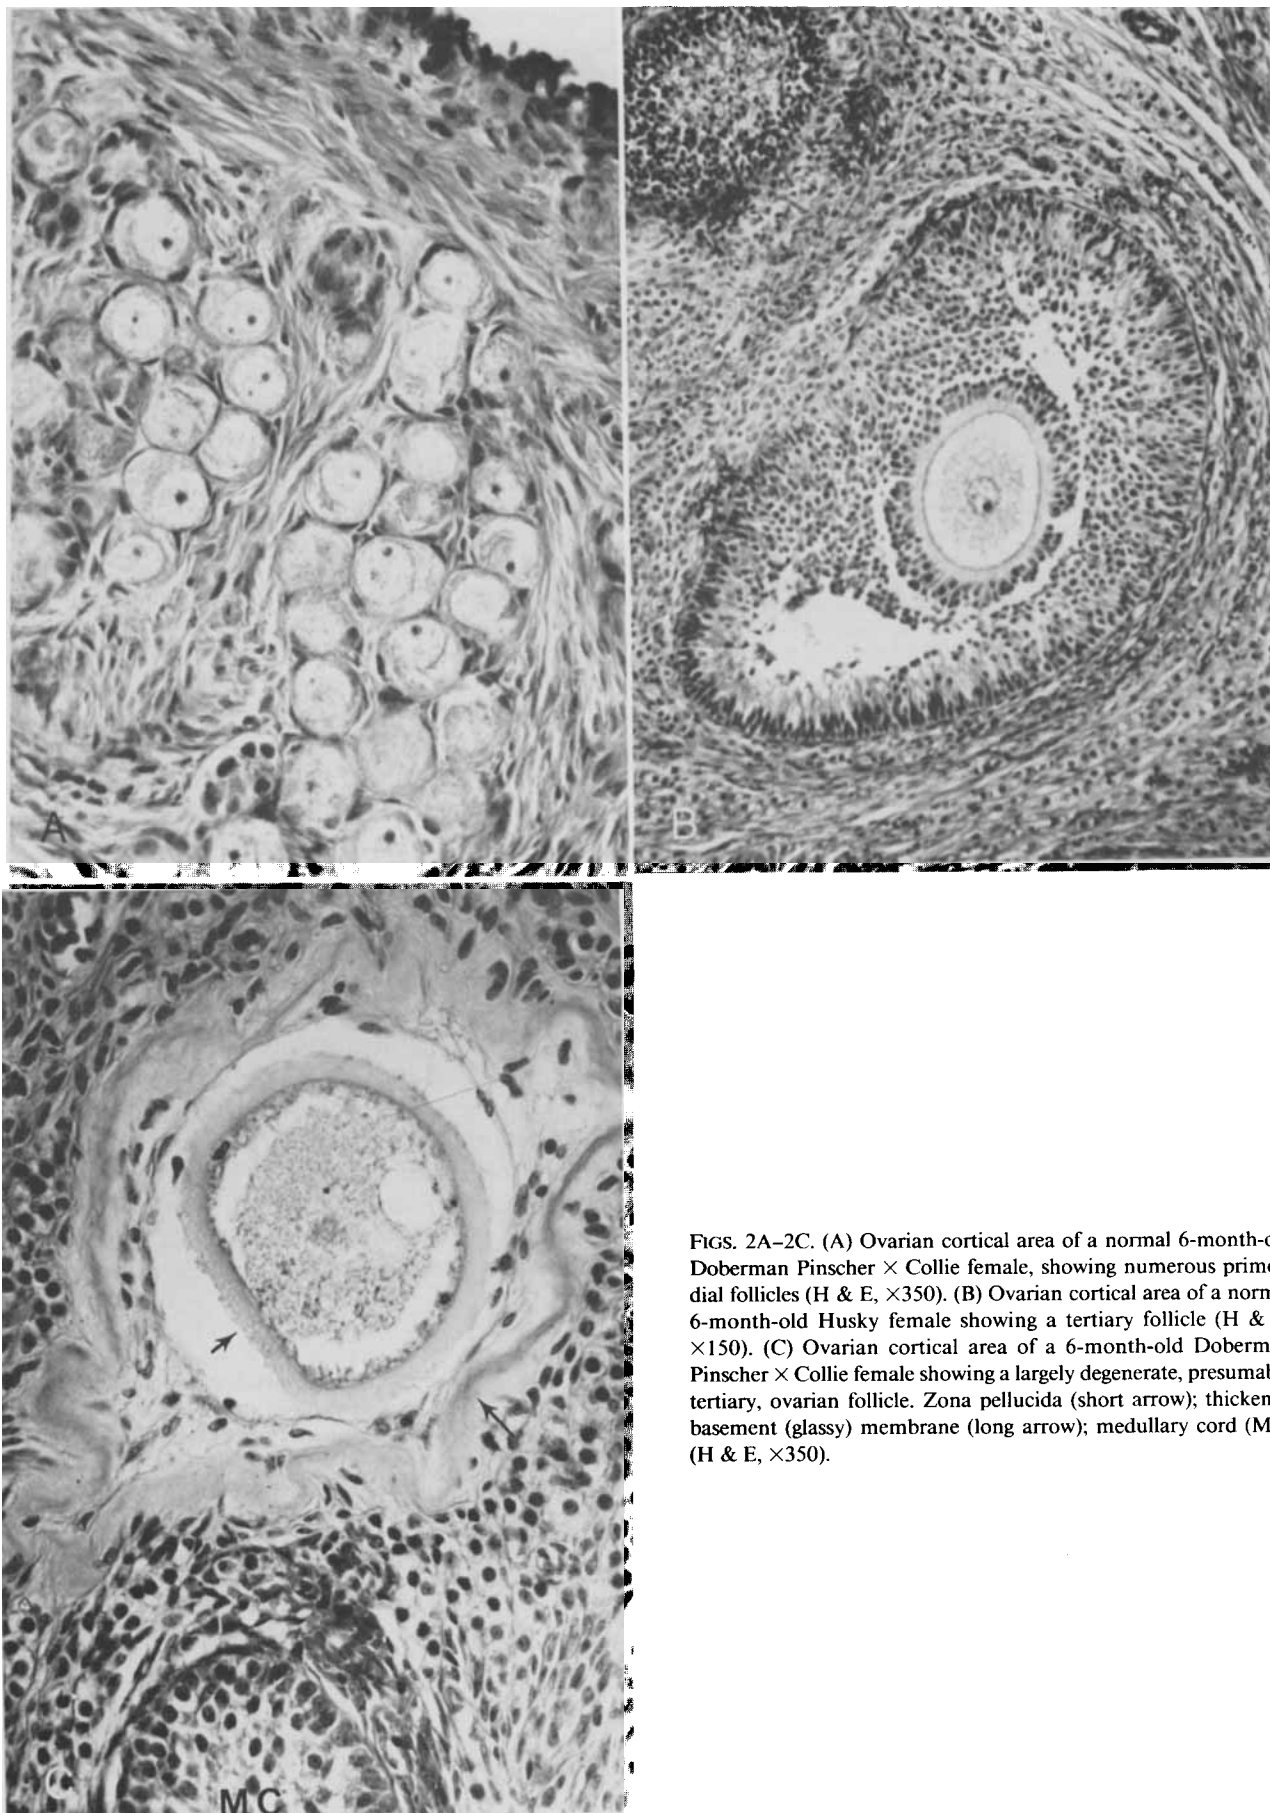 A
B
C
MC
FIGS. 2A–2C. (A) Ovarian cortical area of a normal 6-month-o
Doberman Pinscher × Collie female, showing numerous prim
dial follicles (H & E, ×350). (B) Ovarian cortical area of a norm
6-month-old Husky female showing a tertiary follicle (H &
×150). (C) Ovarian cortical area of a 6-month-old Doberm
Pinscher × Collie female showing a largely degenerate, presumab
tertiary, ovarian follicle. Zona pellucida (short arrow); thicken
basement (glassy) membrane (long arrow); medullary cord (M
(H & E, ×350).